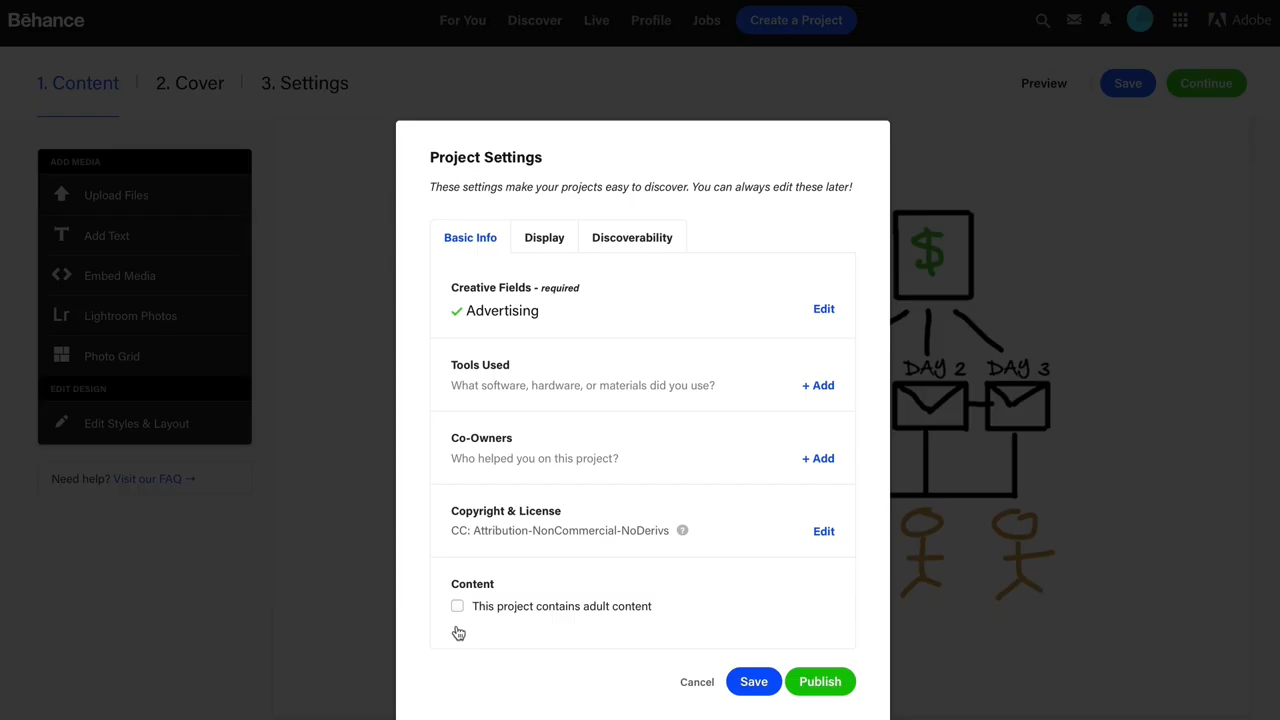 Bēhance
For You Discover Live Profile Jobs Create a Project
Adobe
1. Content 2. Cover 3. Settings
Preview Save Continue
ADD MEDIA
Upload Files
Add Text
Embed Media
Lr Lightroom Photos
Photo Grid
EDIT DESIGN
Edit Styles & Layout
Need help? Visit our FAQ →
Project Settings
These settings make your projects easy to discover. You can always edit these later!
Basic Info Display Discoverability
Creative Fields - required
Advertising Edit
Tools Used
What software, hardware, or materials did you use? + Add
Co-Owners
Who helped you on this project? + Add
Copyright & License
CC: Attribution-NonCommercial-NoDerivs ? Edit
Content
This project contains adult content
Cancel Save Publish
$
DAY 2 DAY 3